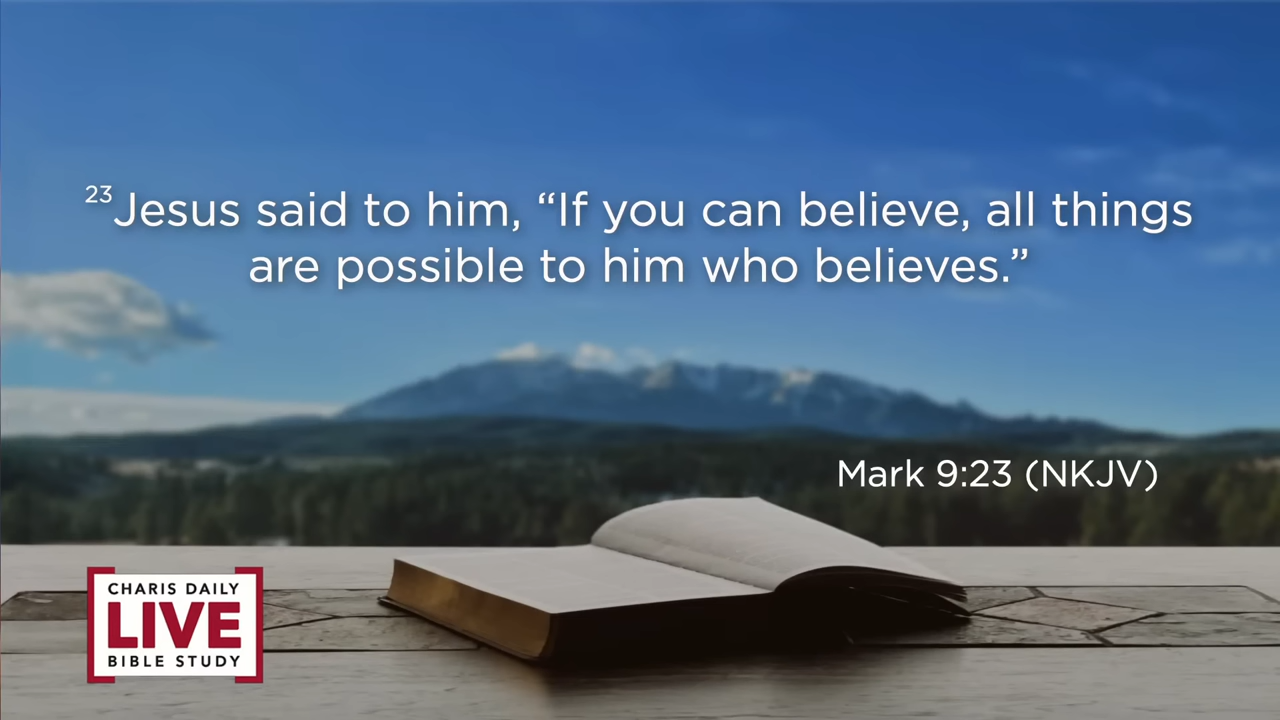 23Jesus said to him, “If you can believe, all things
are possible to him who believes.”
Mark 9:23 (NKJV)
CHARIS DAILY
LIVE
BIBLE STUDY